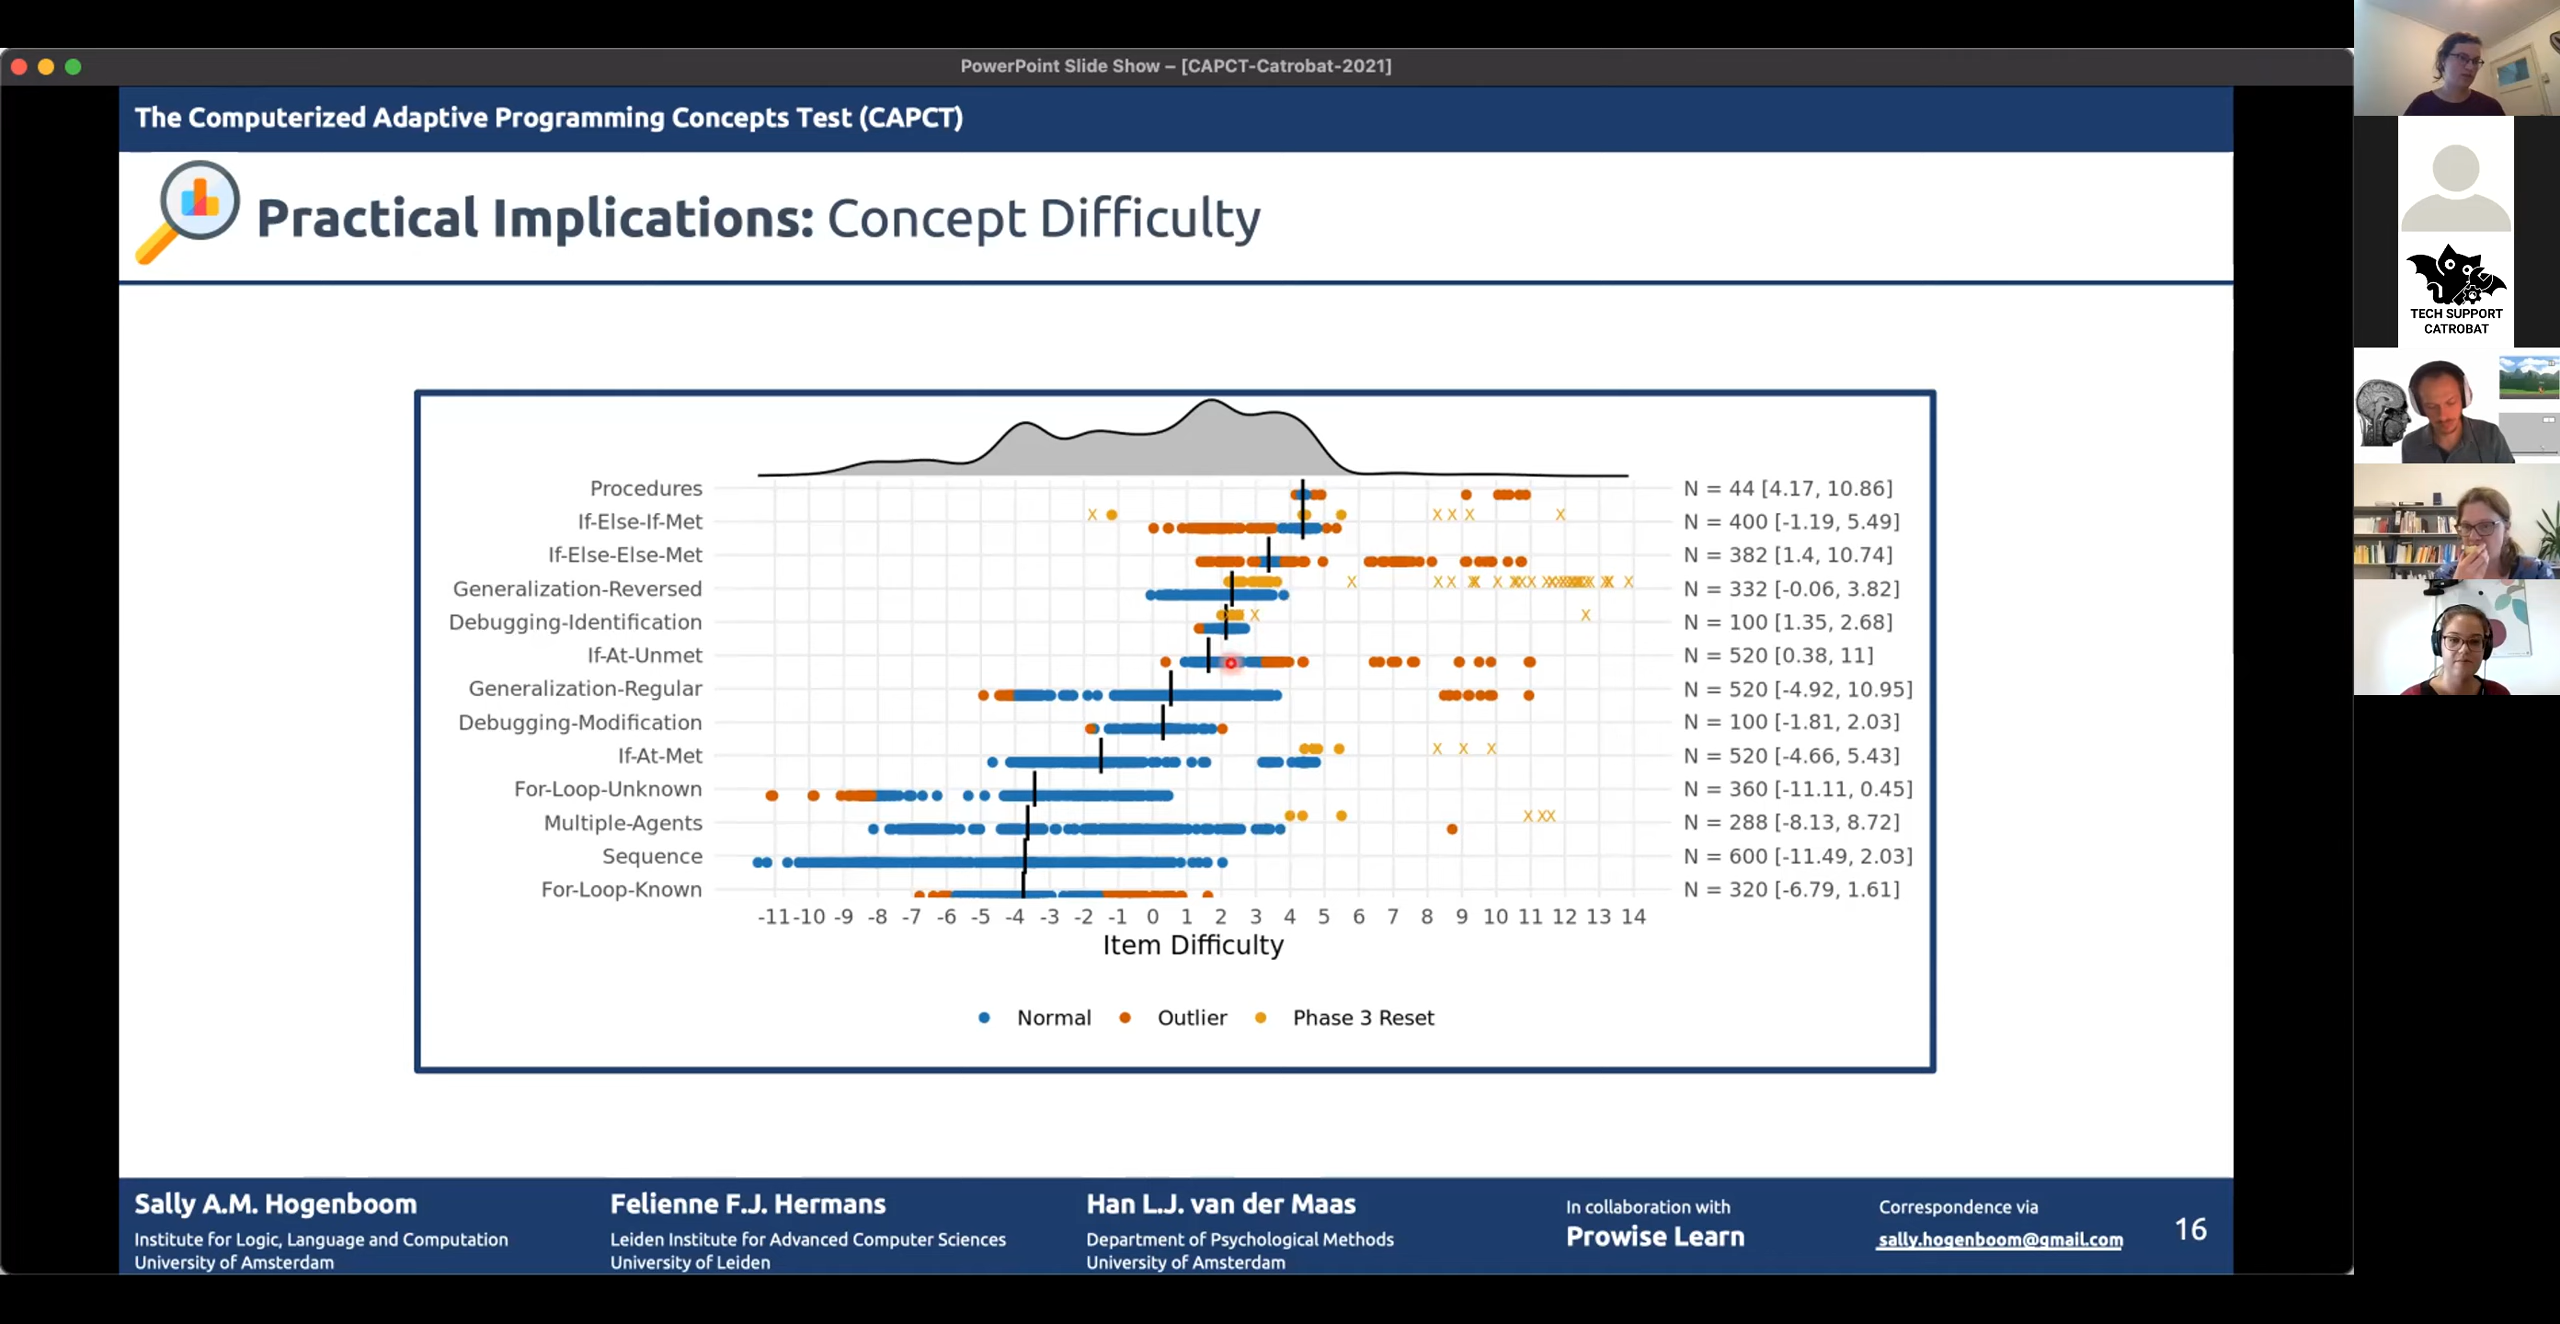 PowerPoint Slide Show – [CAPCT-Catrobat-2021]
The Computerized Adaptive Programming Concepts Test (CAPCT)
Practical Implications: Concept Difficulty
Procedures N = 44 [4.17, 10.86]
If-Else-If-Met N = 400 [-1.19, 5.49]
If-Else-Else-Met N = 382 [1.4, 10.74]
Generalization-Reversed N = 332 [-0.06, 3.82]
Debugging-Identification N = 100 [1.35, 2.68]
If-At-Unmet N = 520 [0.38, 11]
Generalization-Regular N = 520 [-4.92, 10.95]
Debugging-Modification N = 100 [-1.81, 2.03]
If-At-Met N = 520 [-4.66, 5.43]
For-Loop-Unknown N = 360 [-11.11, 0.45]
Multiple-Agents N = 288 [-8.13, 8.72]
Sequence N = 600 [-11.49, 2.03]
For-Loop-Known N = 320 [-6.79, 1.61]
-11 -10 -9 -8 -7 -6 -5 -4 -3 -2 -1 0 1 2 3 4 5 6 7 8 9 10 11 12 13 14
Item Difficulty
Normal Outlier Phase 3 Reset
Sally A.M. Hogenboom
Institute for Logic, Language and Computation
University of Amsterdam
Felienne F.J. Hermans
Leiden Institute for Advanced Computer Sciences
University of Leiden
Han L.J. van der Maas
Department of Psychological Methods
University of Amsterdam
In collaboration with
Prowise Learn
Correspondence via
sally.hogenboom@gmail.com
16
TECH SUPPORT
CATROBAT